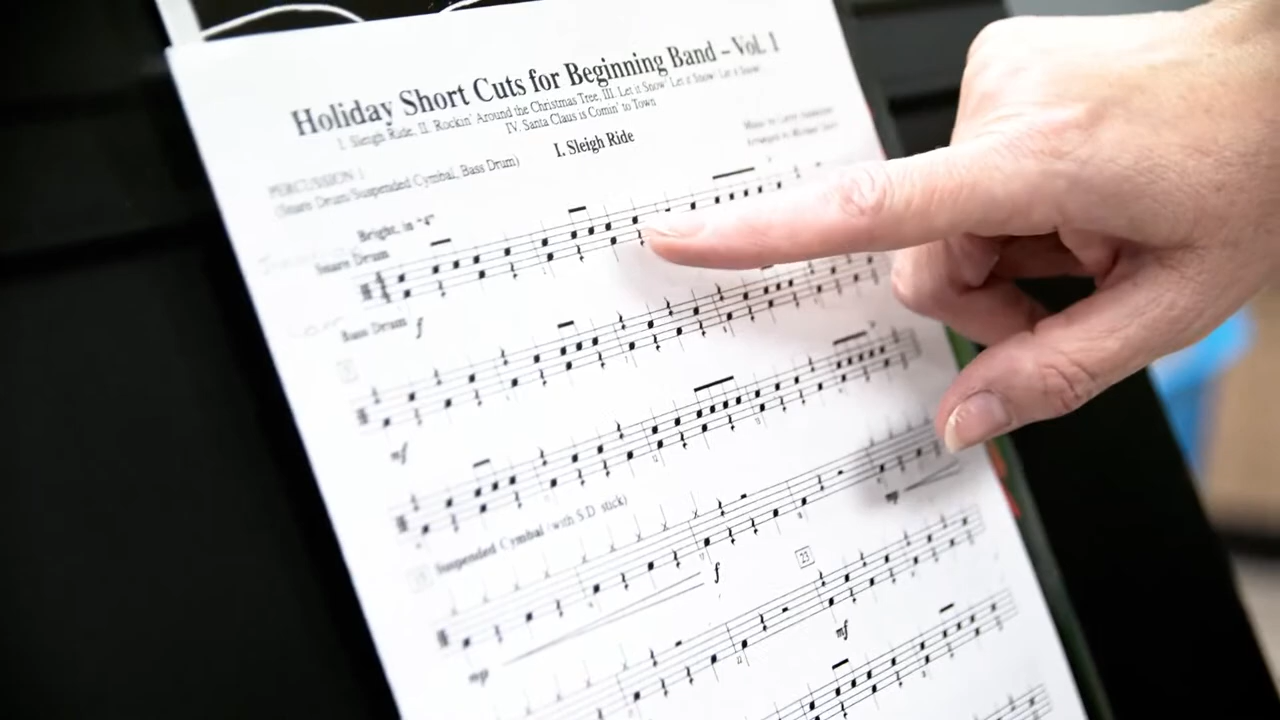 Holiday Short Cuts for Beginning Band – Vol. 1
I. Sleigh Ride, II. Rockin' Around the Christmas Tree, III. Let it Snow! Let it Snow! Let it Snow!
IV. Santa Claus is Comin' to Town
I. Sleigh Ride
PERCUSSION 1
(Snare Drum/Suspended Cymbal, Bass Drum)
Bright, in "4"
Snare Drum
Bass Drum f
mf
Suspended Cymbal (with S.D. stick)
mp
f
mp
23
mf